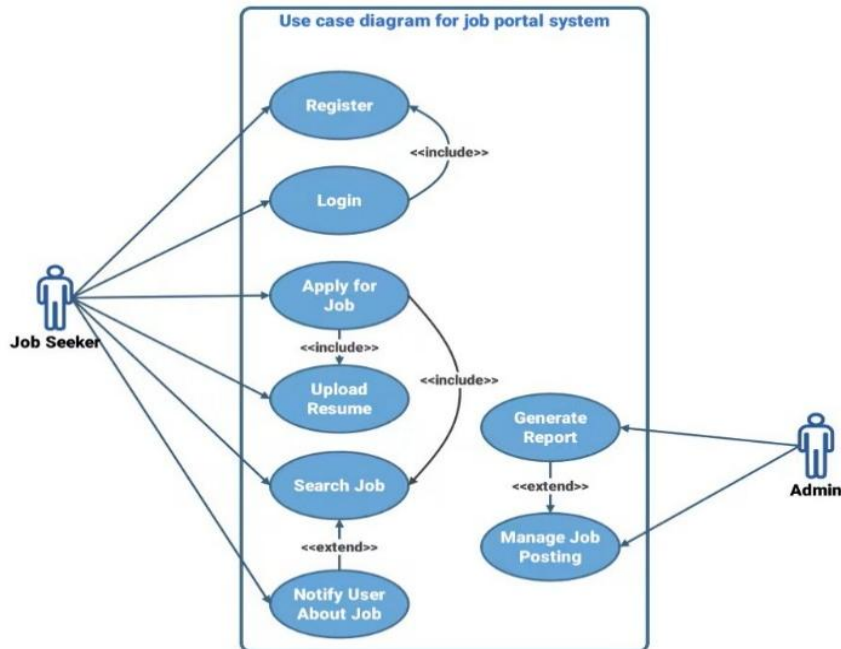 Use case diagram for job portal system
Register
<<include>>
Login
Apply for
Job
Job Seeker
<<include>>
<<include>>
Upload
Resume
Generate
Report
Search Job
<<extend>>
Admin
<<extend>>
Manage Job
Posting
Notify User
About Job